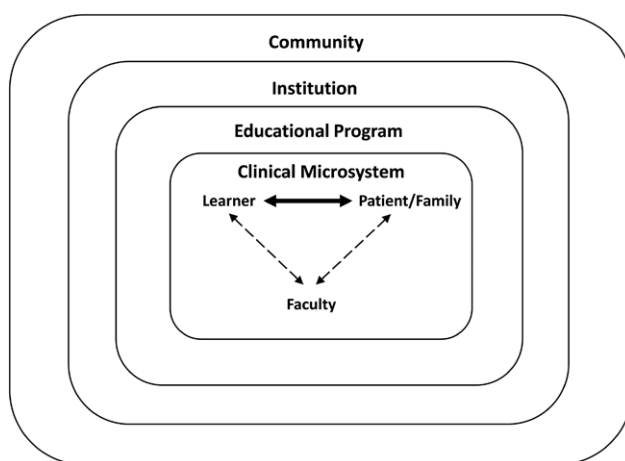 Community
Institution
Educational Program
Clinical Microsystem
Learner Patient/Family
Faculty